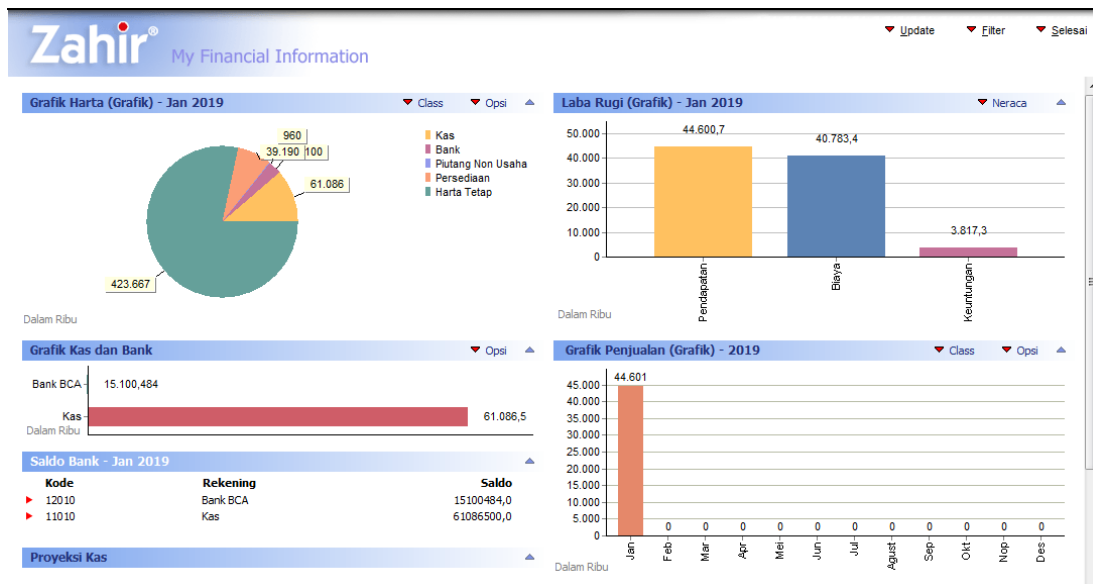 Zahir®
My Financial Information
Update
Filter
Selesai
Grafik Harta (Grafik) - Jan 2019
Class
Opsi
960
39.190
100
61.086
423.667
Kas
Bank
Piutang Non Usaha
Persediaan
Harta Tetap
Dalam Ribu
Laba Rugi (Grafik) - Jan 2019
Neraca
50.000
40.000
30.000
20.000
10.000
0
44.600,7
40.783,4
3.817,3
Pendapatan
Biaya
Keuntungan
Dalam Ribu
Grafik Kas dan Bank
Opsi
Bank BCA
15.100,484
Kas
61.086,5
Dalam Ribu
Saldo Bank - Jan 2019
Kode Rekening Saldo
12010 Bank BCA 15100484,0
11010 Kas 61086500,0
Proyeksi Kas
Grafik Penjualan (Grafik) - 2019
Class
Opsi
45.000
40.000
35.000
30.000
25.000
20.000
15.000
10.000
5.000
0
44.601
0 0 0 0 0 0 0 0 0 0 0
Jan Feb Mar Apr Mei Jun Jul Agust Sep Okt Nop Des
Dalam Ribu